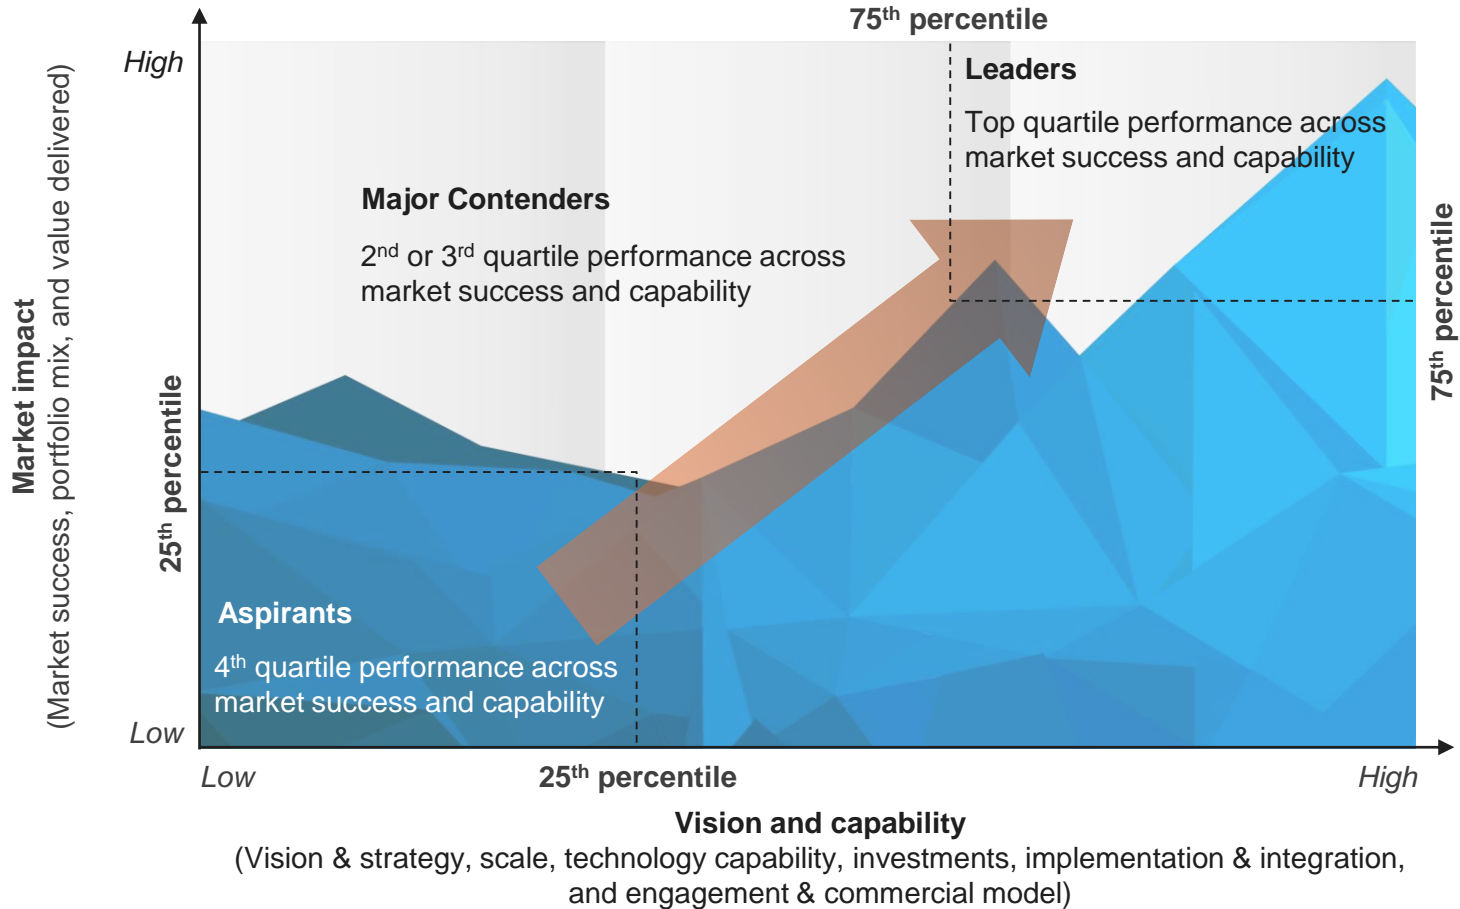 75th percentile
High
Leaders
Top quartile performance across
market success and capability
Major Contenders
2nd or 3rd quartile performance across
market success and capability
Market impact
(Market success, portfolio mix, and value delivered)
25th percentile
75th percentile
Aspirants
4th quartile performance across
market success and capability
Low
Low
25th percentile
High
Vision and capability
(Vision & strategy, scale, technology capability, investments, implementation & integration,
and engagement & commercial model)